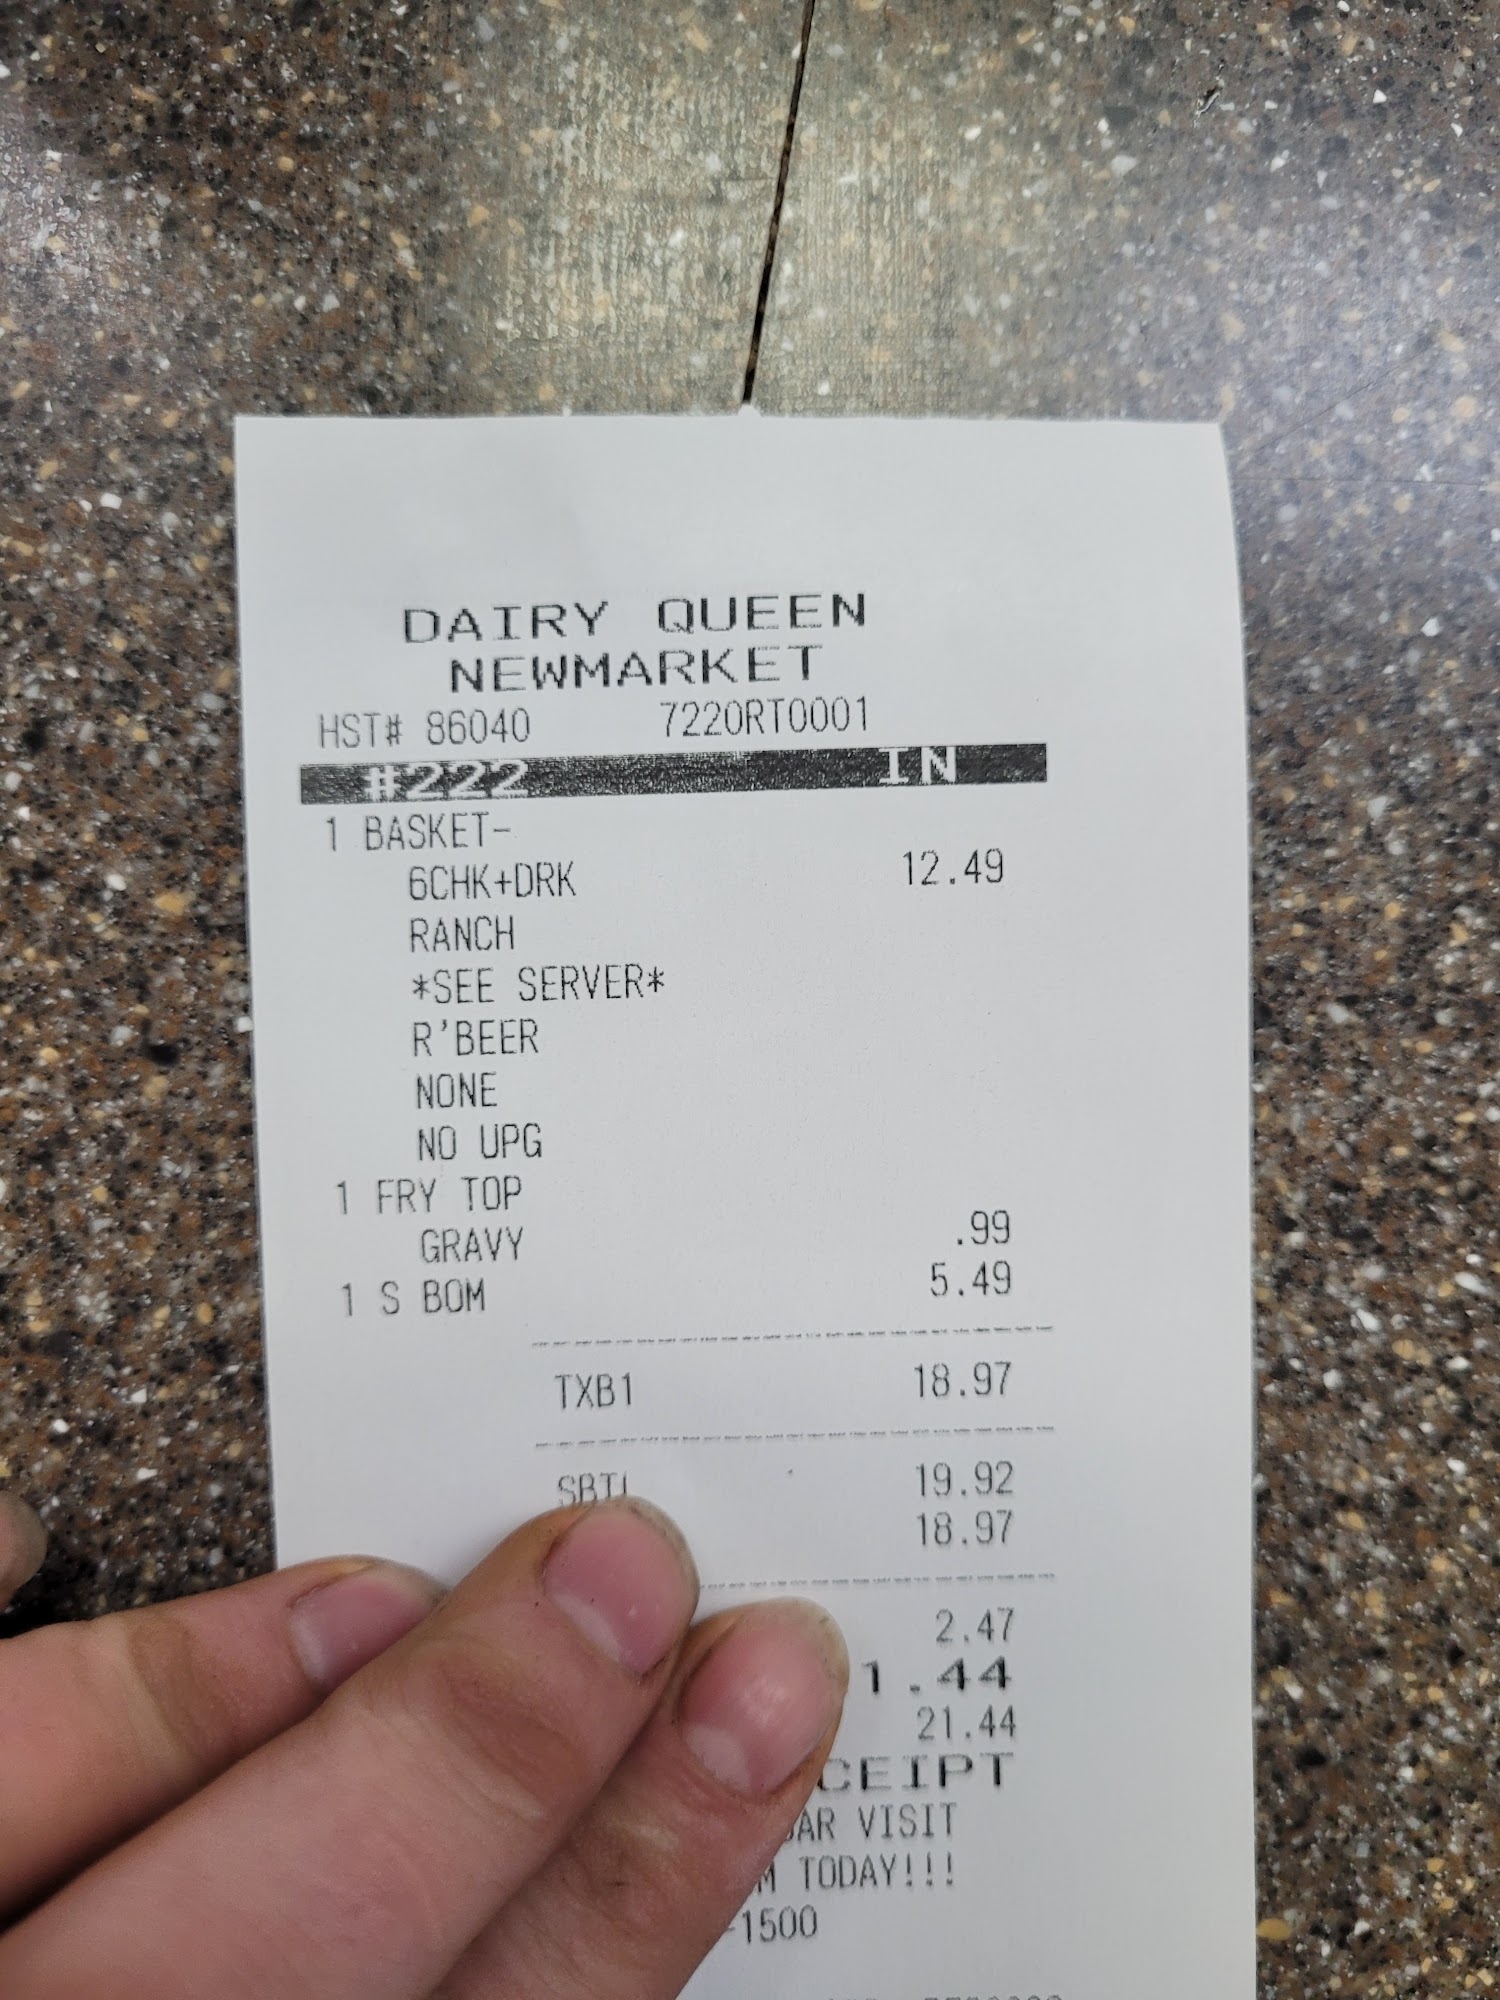 DAIRY QUEEN
NEWMARKET
HST# 86040 7220RT0001
#222 IN
1 BASKET-
6CHK+DRK 12.49
RANCH
*SEE SERVER*
R'BEER
NONE
NO UPG
1 FRY TOP
GRAVY .99
1 S BOM 5.49
TXB1 18.97
SBTL 19.92
18.97
2.47
1.44
21.44
CEIPT
VISIT
TODAY!!!
-1500